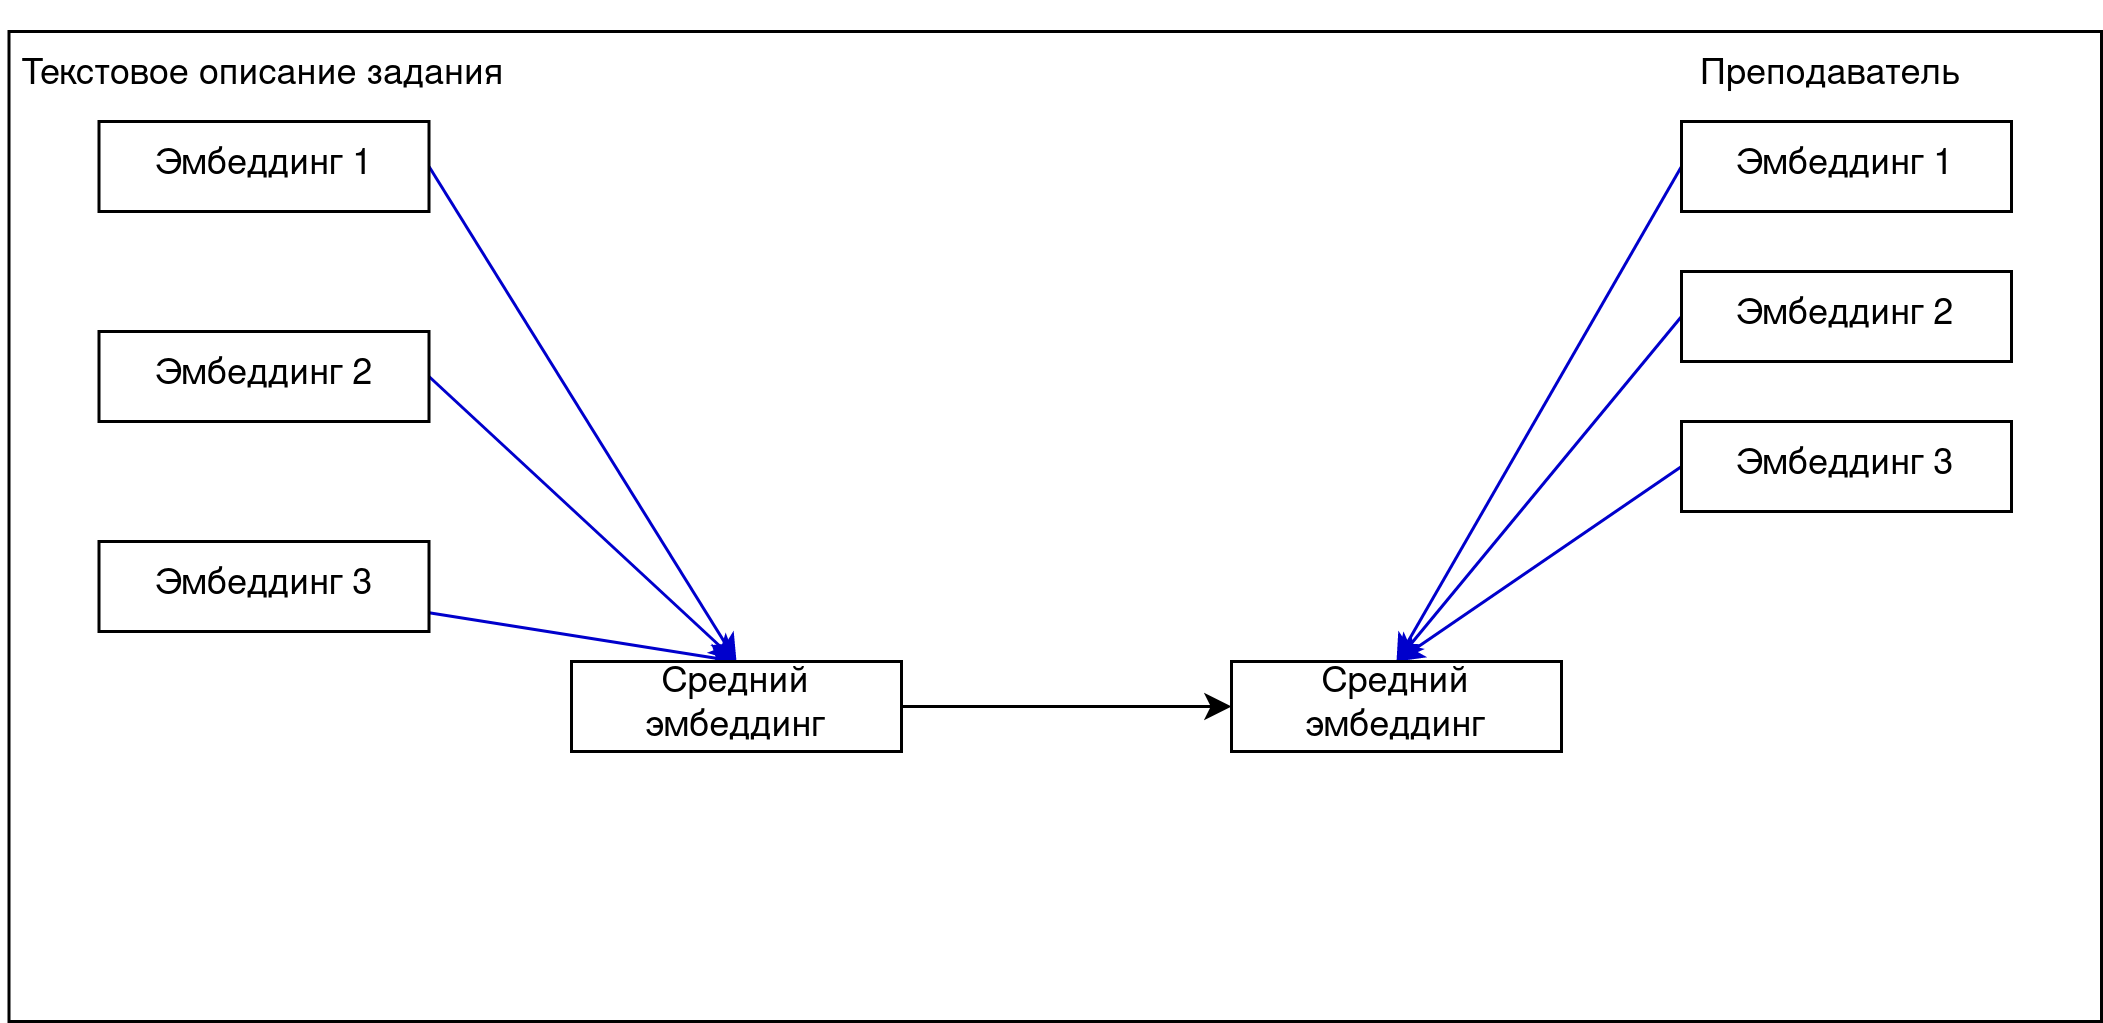 Текстовое описание задания
Преподаватель
Эмбеддинг 1
Эмбеддинг 2
Эмбеддинг 3
Средний
эмбеддинг
Эмбеддинг 1
Эмбеддинг 2
Эмбеддинг 3
Средний
эмбеддинг